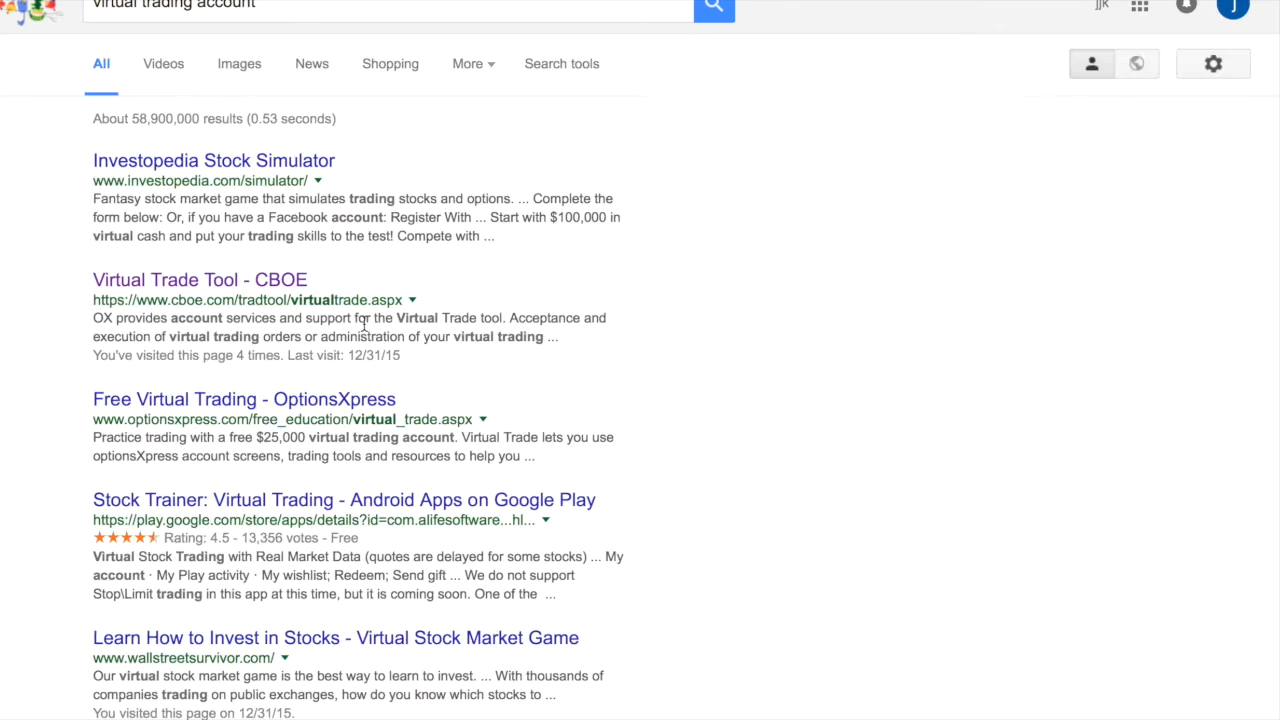 virtual trading account
JJK
J
All Videos Images News Shopping More Search tools
About 58,900,000 results (0.53 seconds)
Investopedia Stock Simulator
www.investopedia.com/simulator/
Fantasy stock market game that simulates trading stocks and options. ... Complete the
form below: Or, if you have a Facebook account: Register With ... Start with $100,000 in
virtual cash and put your trading skills to the test! Compete with ...
Virtual Trade Tool - CBOE
https://www.cboe.com/tradtool/virtualtrade.aspx
OX provides account services and support for the Virtual Trade tool. Acceptance and
execution of virtual trading orders or administration of your virtual trading ...
You've visited this page 4 times. Last visit: 12/31/15
Free Virtual Trading - OptionsXpress
www.optionsxpress.com/free_education/virtual_trade.aspx
Practice trading with a free $25,000 virtual trading account. Virtual Trade lets you use
optionsXpress account screens, trading tools and resources to help you ...
Stock Trainer: Virtual Trading - Android Apps on Google Play
https://play.google.com/store/apps/details?id=com.alifesoftware...hl...
Rating: 4.5 - 13,356 votes - Free
Virtual Stock Trading with Real Market Data (quotes are delayed for some stocks) ... My
account · My Play activity · My wishlist; Redeem; Send gift ... We do not support
Stop\Limit trading in this app at this time, but it is coming soon. One of the ...
Learn How to Invest in Stocks - Virtual Stock Market Game
www.wallstreetsurvivor.com/
Our virtual stock market game is the best way to learn to invest. ... With thousands of
companies trading on public exchanges, how do you know which stocks to ...
You visited this page on 12/31/15.